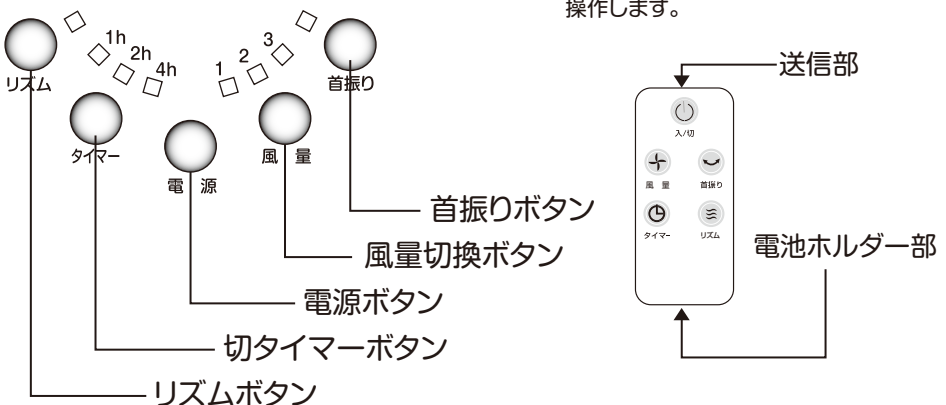 操作します。
1h
2h
4h
1
2
3
リズム
首振り
タイマー
風 量
電 源
首振りボタン
風量切換ボタン
電源ボタン
切タイマーボタン
リズムボタン
送信部
入/切
風 量
首振り
タイマー
リズム
電池ホルダー部